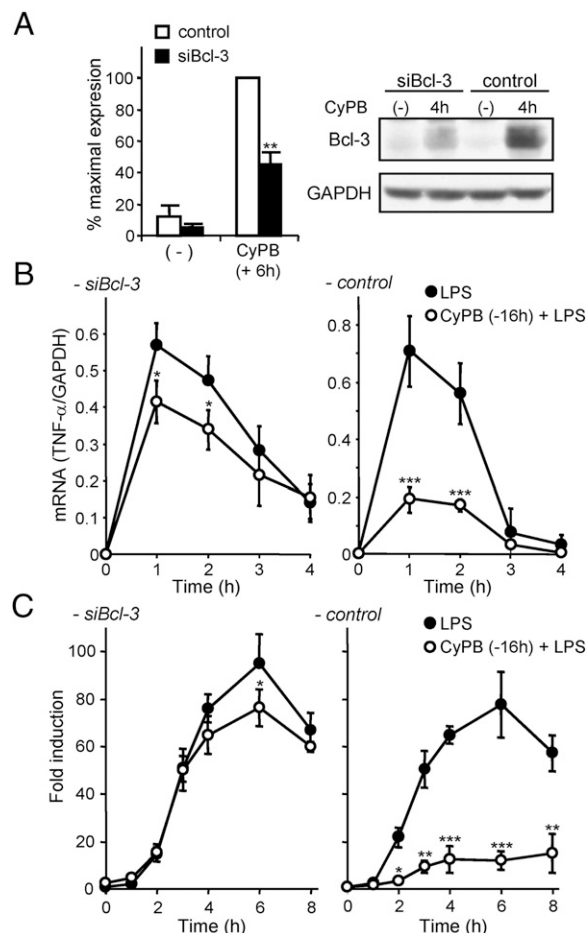 A
control
siBcl-3
% maximal expresion
100
80
60
40
20
0
**
( - )
CyPB
(+ 6h)
siBcl-3 control
CyPB (-) 4h (-) 4h
Bcl-3
GAPDH
B
- siBcl-3
mRNA (TNF-α/GAPDH)
0.6
0.5
0.4
0.3
0.2
0.1
0
* *
0 1 2 3 4
Time (h)
- control
LPS
CyPB (-16h) + LPS
0.8
0.6
0.4
0.2
0
*** ***
0 1 2 3 4
Time (h)
C
- siBcl-3
Fold induction
100
80
60
40
20
0
*
0 2 4 6 8
Time (h)
- control
LPS
CyPB (-16h) + LPS
* ** *** *** **
0 2 4 6 8
Time (h)